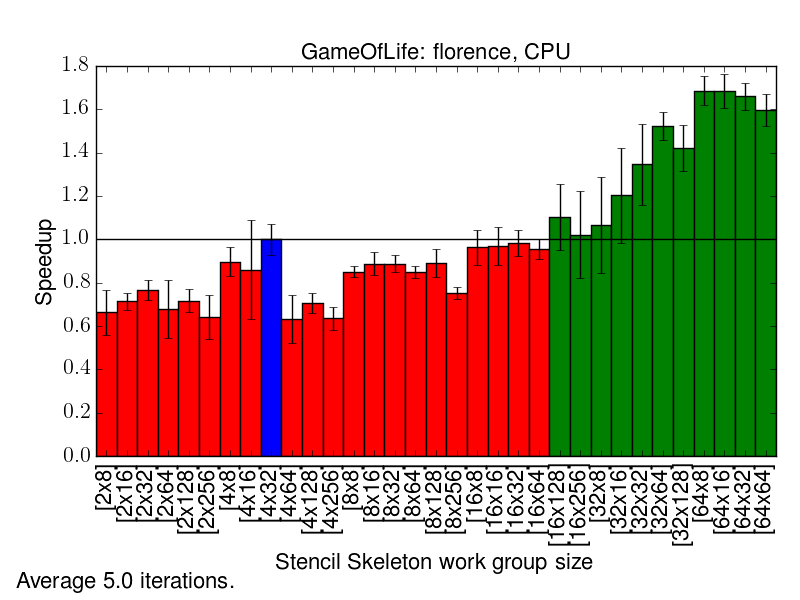 GameOfLife: florence, CPU
Speedup
1.8
1.6
1.4
1.2
1.0
0.8
0.6
0.4
0.2
0.0
[2x8]
[2x16]
[2x32]
[2x64]
[2x128]
[2x256]
[4x8]
[4x16]
[4x32]
[4x64]
[4x128]
[4x256]
[8x8]
[8x16]
[8x32]
[8x64]
[8x128]
[8x256]
[16x8]
[16x16]
[16x32]
[16x64]
[16x128]
[16x256]
[32x8]
[32x16]
[32x32]
[32x64]
[32x128]
[64x8]
[64x16]
[64x32]
[64x64]
Stencil Skeleton work group size
Average 5.0 iterations.